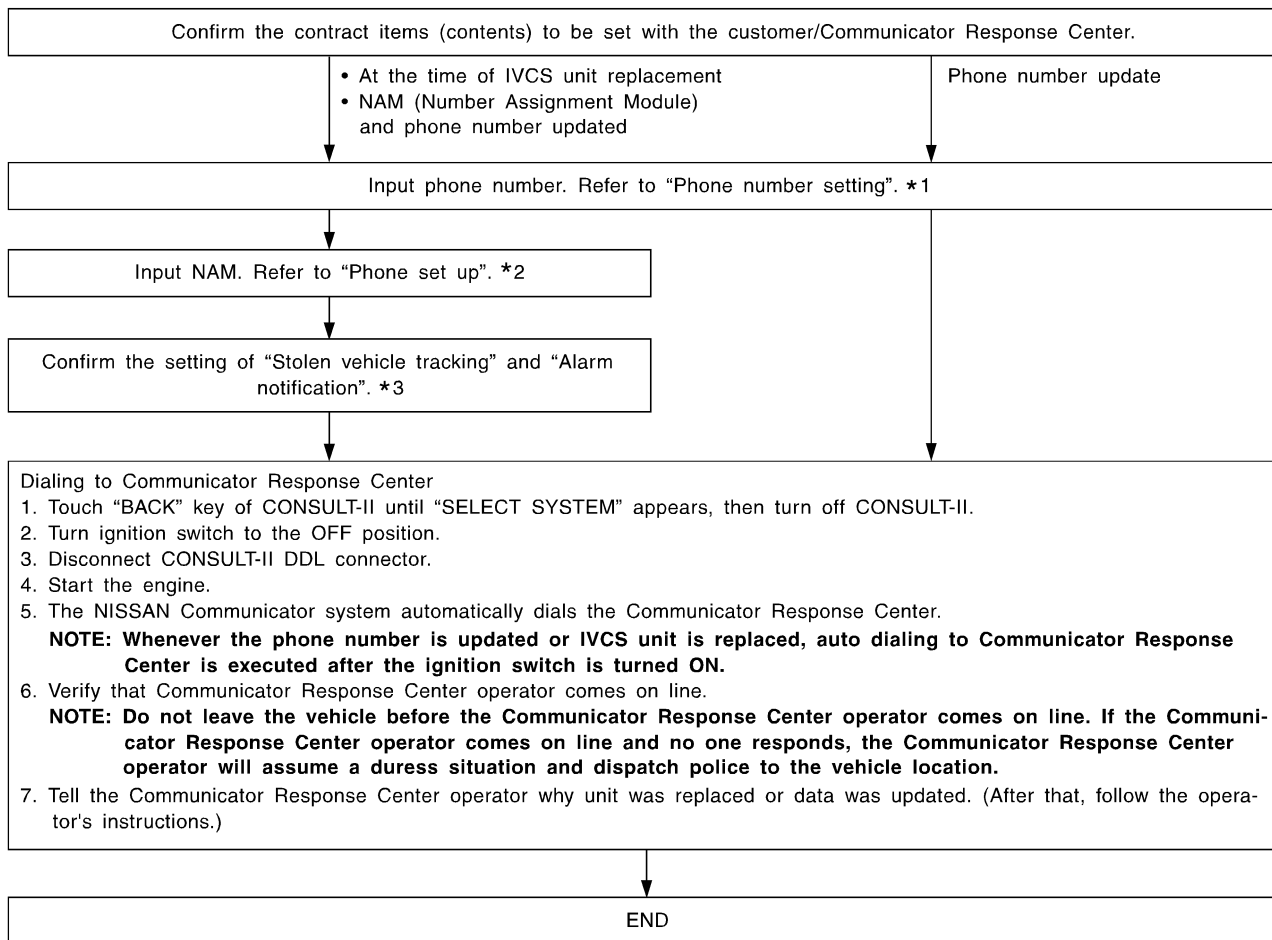 Confirm the contract items (contents) to be set with the customer/Communicator Response Center.
• At the time of IVCS unit replacement
• NAM (Number Assignment Module)
and phone number updated
Phone number update
Input phone number. Refer to “Phone number setting”. *1
Input NAM. Refer to “Phone set up”. *2
Confirm the setting of “Stolen vehicle tracking” and “Alarm
notification”. *3
Dialing to Communicator Response Center
1. Touch “BACK” key of CONSULT-II until “SELECT SYSTEM” appears, then turn off CONSULT-II.
2. Turn ignition switch to the OFF position.
3. Disconnect CONSULT-II DDL connector.
4. Start the engine.
5. The NISSAN Communicator system automatically dials the Communicator Response Center.
NOTE: Whenever the phone number is updated or IVCS unit is replaced, auto dialing to Communicator Response
Center is executed after the ignition switch is turned ON.
6. Verify that Communicator Response Center operator comes on line.
NOTE: Do not leave the vehicle before the Communicator Response Center operator comes on line. If the Communi-
cator Response Center operator comes on line and no one responds, the Communicator Response Center
operator will assume a duress situation and dispatch police to the vehicle location.
7. Tell the Communicator Response Center operator why unit was replaced or data was updated. (After that, follow the opera-
tor's instructions.)
END